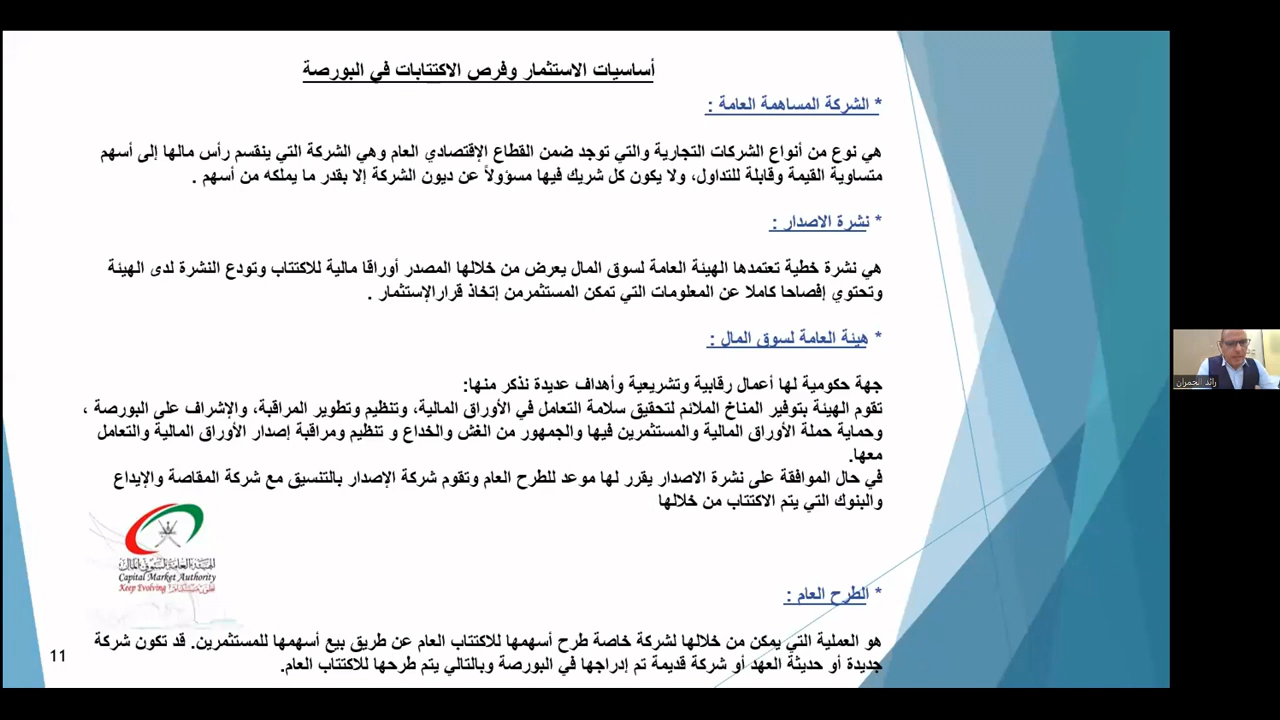 أساسيات الاستثمار وفرص الاكتتابات في البورصة
* الشركة المساهمة العامة :
هي نوع من أنواع الشركات التجارية والتي توجد ضمن القطاع الإقتصادي العام وهي الشركة التي ينقسم رأس مالها إلى أسهم
متساوية القيمة وقابلة للتداول، ولا يكون كل شريك فيها مسؤولاً عن ديون الشركة إلا بقدر ما يملكه من أسهم .
* نشرة الاصدار :
هي نشرة خطية تعتمدها الهيئة العامة لسوق المال يعرض من خلالها المصدر أوراقا مالية للاكتتاب وتودع النشرة لدى الهيئة
وتحتوي إفصاحا كاملا عن المعلومات التي تمكن المستثمرمن إتخاذ قرارالإستثمار .
* هيئة العامة لسوق المال :
جهة حكومية لها أعمال رقابية وتشريعية وأهداف عديدة نذكر منها:
تقوم الهيئة بتوفير المناخ الملائم لتحقيق سلامة التعامل في الأوراق المالية، وتنظيم وتطوير المراقبة، والإشراف على البورصة ،
وحماية حملة الأوراق المالية والمستثمرين فيها والجمهور من الغش والخداع و تنظيم ومراقبة إصدار الأوراق المالية والتعامل
معها.
في حال الموافقة على نشرة الاصدار يقرر لها موعد للطرح العام وتقوم شركة الإصدار بالتنسيق مع شركة المقاصة والإيداع
والبنوك التي يتم الاكتتاب من خلالها
الهيئة العامة لسوق المال
Capital Market Authority
Keep Evolving
* الطرح العام :
هو العملية التي يمكن من خلالها لشركة خاصة طرح أسهمها للاكتتاب العام عن طريق بيع أسهمها للمستثمرين. قد تكون شركة
جديدة أو حديثة العهد أو شركة قديمة تم إدراجها في البورصة وبالتالي يتم طرحها للاكتتاب العام.
11
رائد الجمران